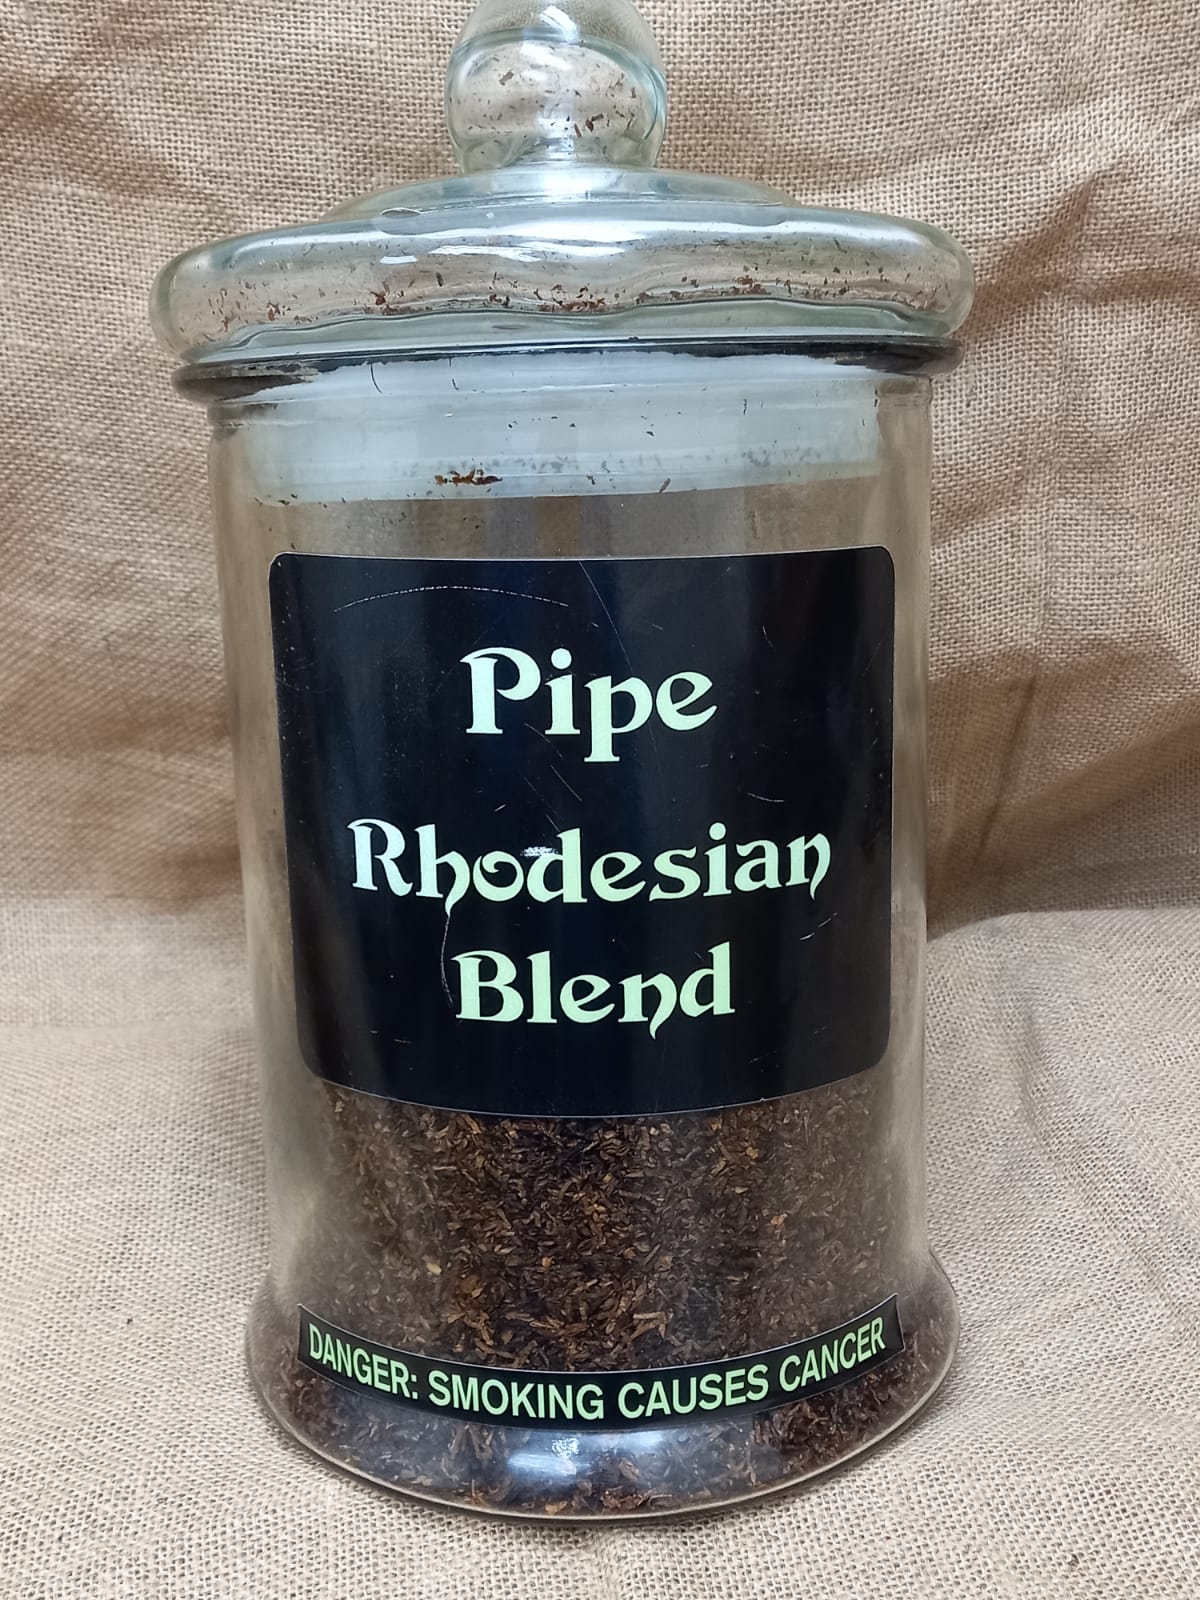 Pipe
Rhodesian
Blend
DANGER: SMOKING CAUSES CANCER